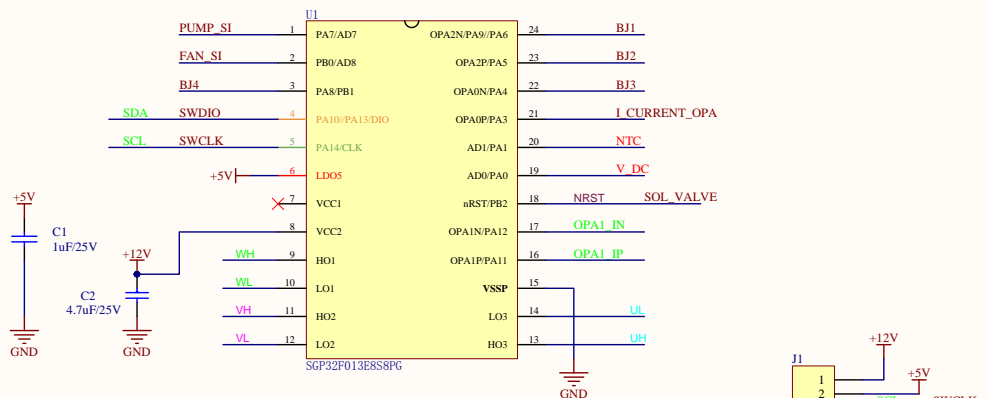 U1
PUMP_SI 1 PA7/AD7 OPA2N/PA9//PA6 24 BJ1
FAN_SI 2 PB0/AD8 OPA2P/PA5 23 BJ2
BJ4 3 PA8/PB1 OPA0N/PA4 22 BJ3
SDA SWDIO 4 PA10//PA13/DIO OPA0P/PA3 21 I_CURRENT_OPA
SCL SWCLK 5 PA14/CLK AD1/PA1 20 NTC
+5V 6 LDO5 AD0/PA0 19 V_DC
+5V 7 VCC1 nRST/PB2 18 NRST SOL_VALVE
C1
1uF/25V
8 VCC2 OPA1N/PA12 17 OPA1_IN
+12V WH 9 HO1 OPA1P/PA11 16 OPA1_IP
C2
4.7uF/25V
WL 10 LO1 VSSP 15
VH 11 HO2 LO3 14 UL
VL 12 LO2 HO3 13 UH
GND GND
SGP32F013E8S8PG
GND
J1
+12V
1
+5V
2